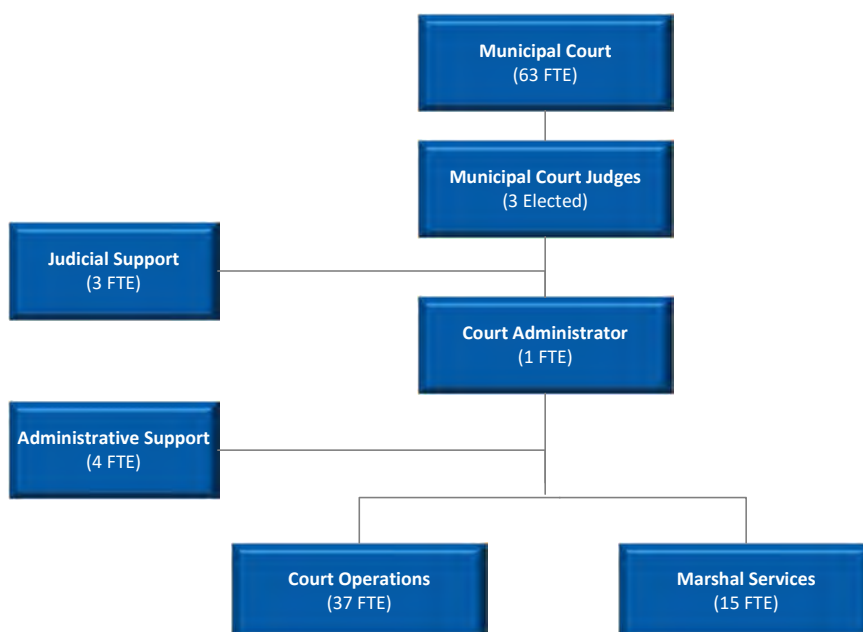 Municipal Court
(63 FTE)
Municipal Court Judges
(3 Elected)
Judicial Support
(3 FTE)
Court Administrator
(1 FTE)
Administrative Support
(4 FTE)
Court Operations
(37 FTE)
Marshal Services
(15 FTE)